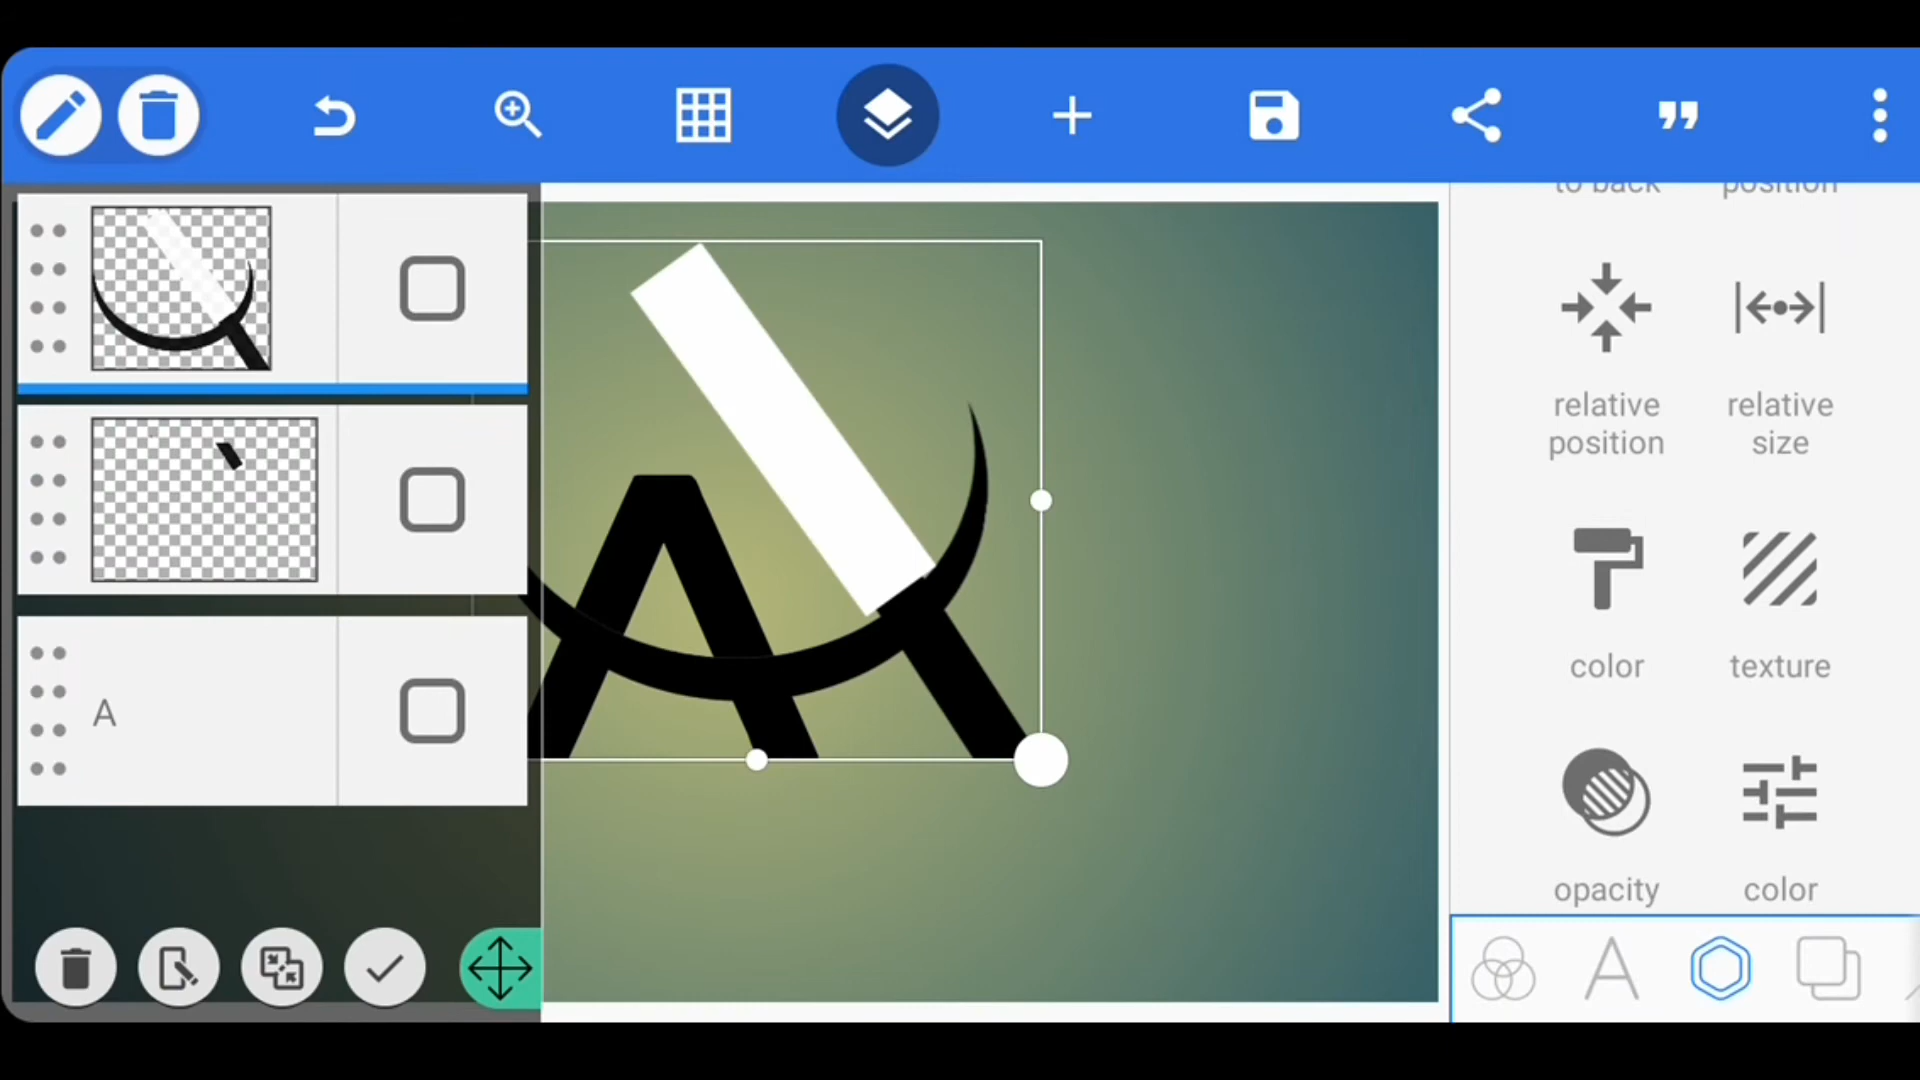 to back
position
relative
position
relative
size
color
texture
opacity
color
A
A